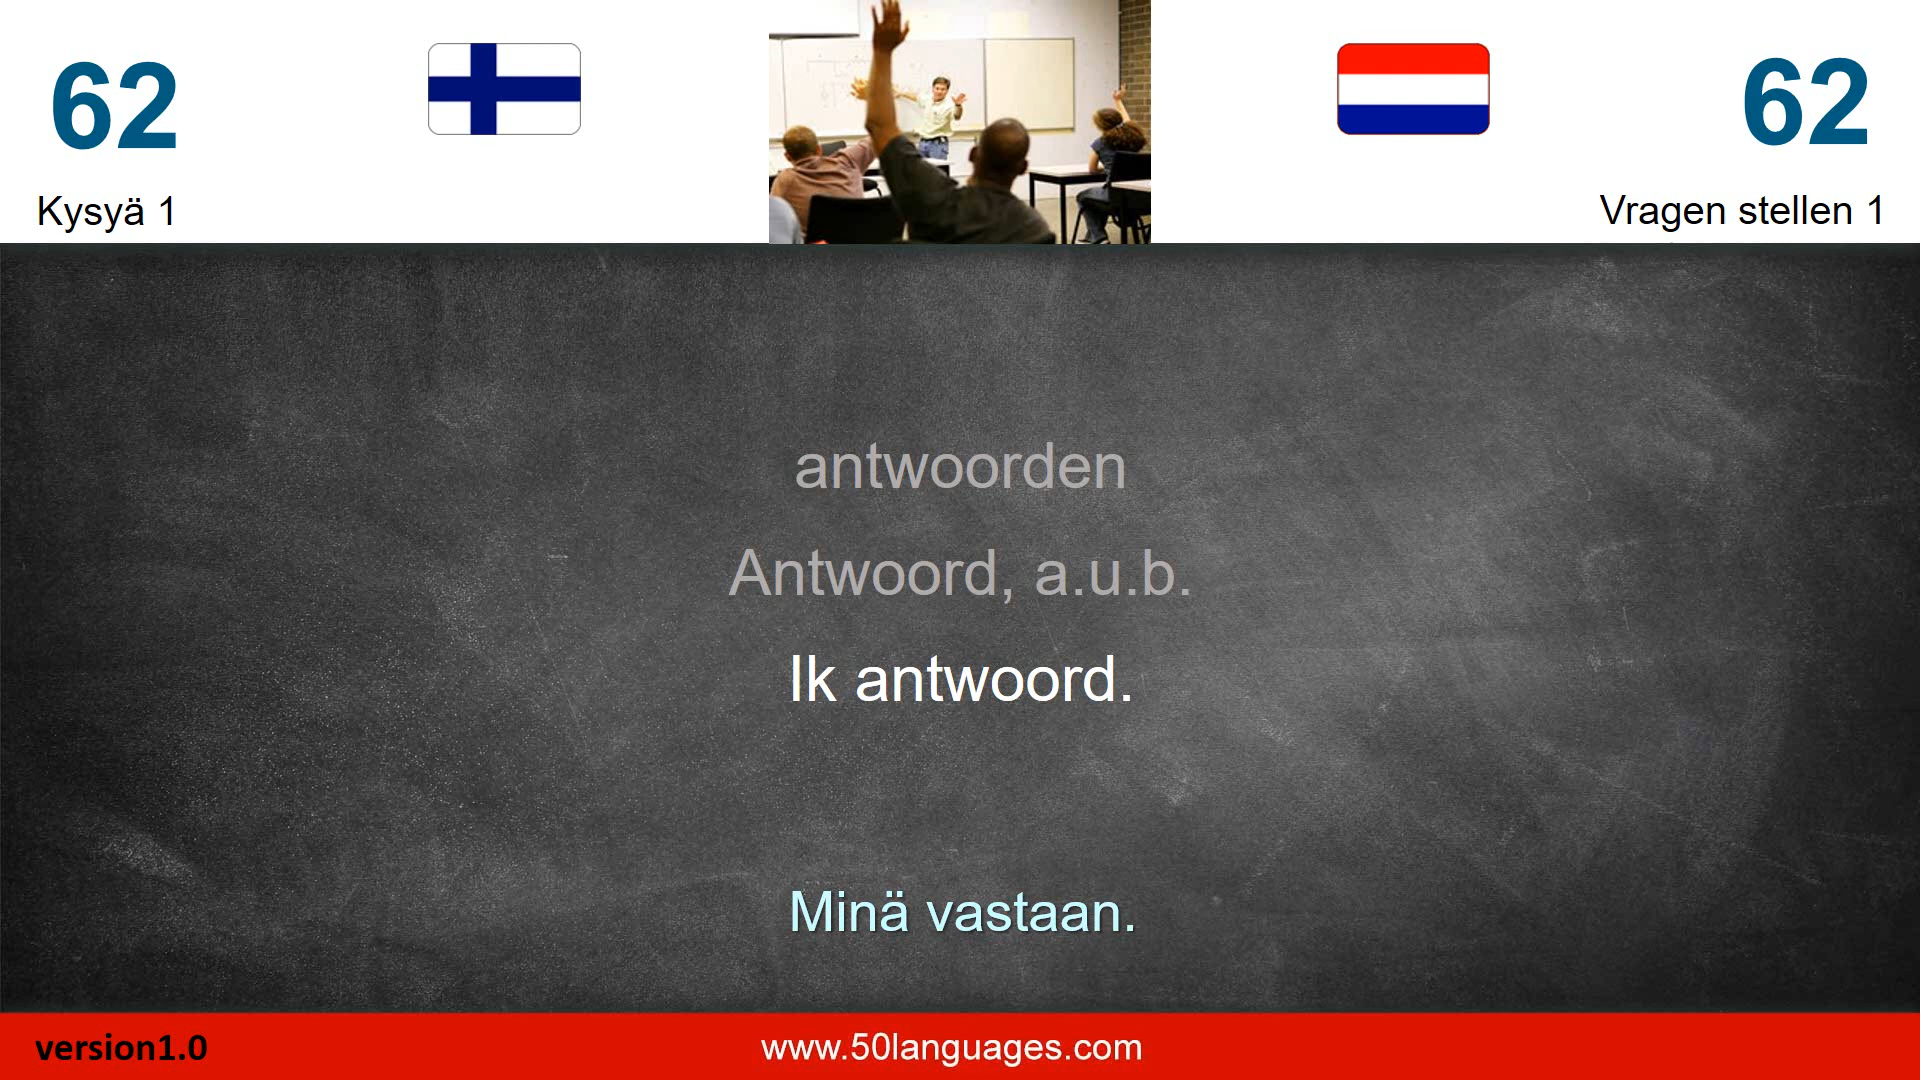 62
62
Kysyä 1
Vragen stellen 1
antwoorden
Antwoord, a.u.b.
Ik antwoord.
Minä vastaan.
version1.0
www.50languages.com